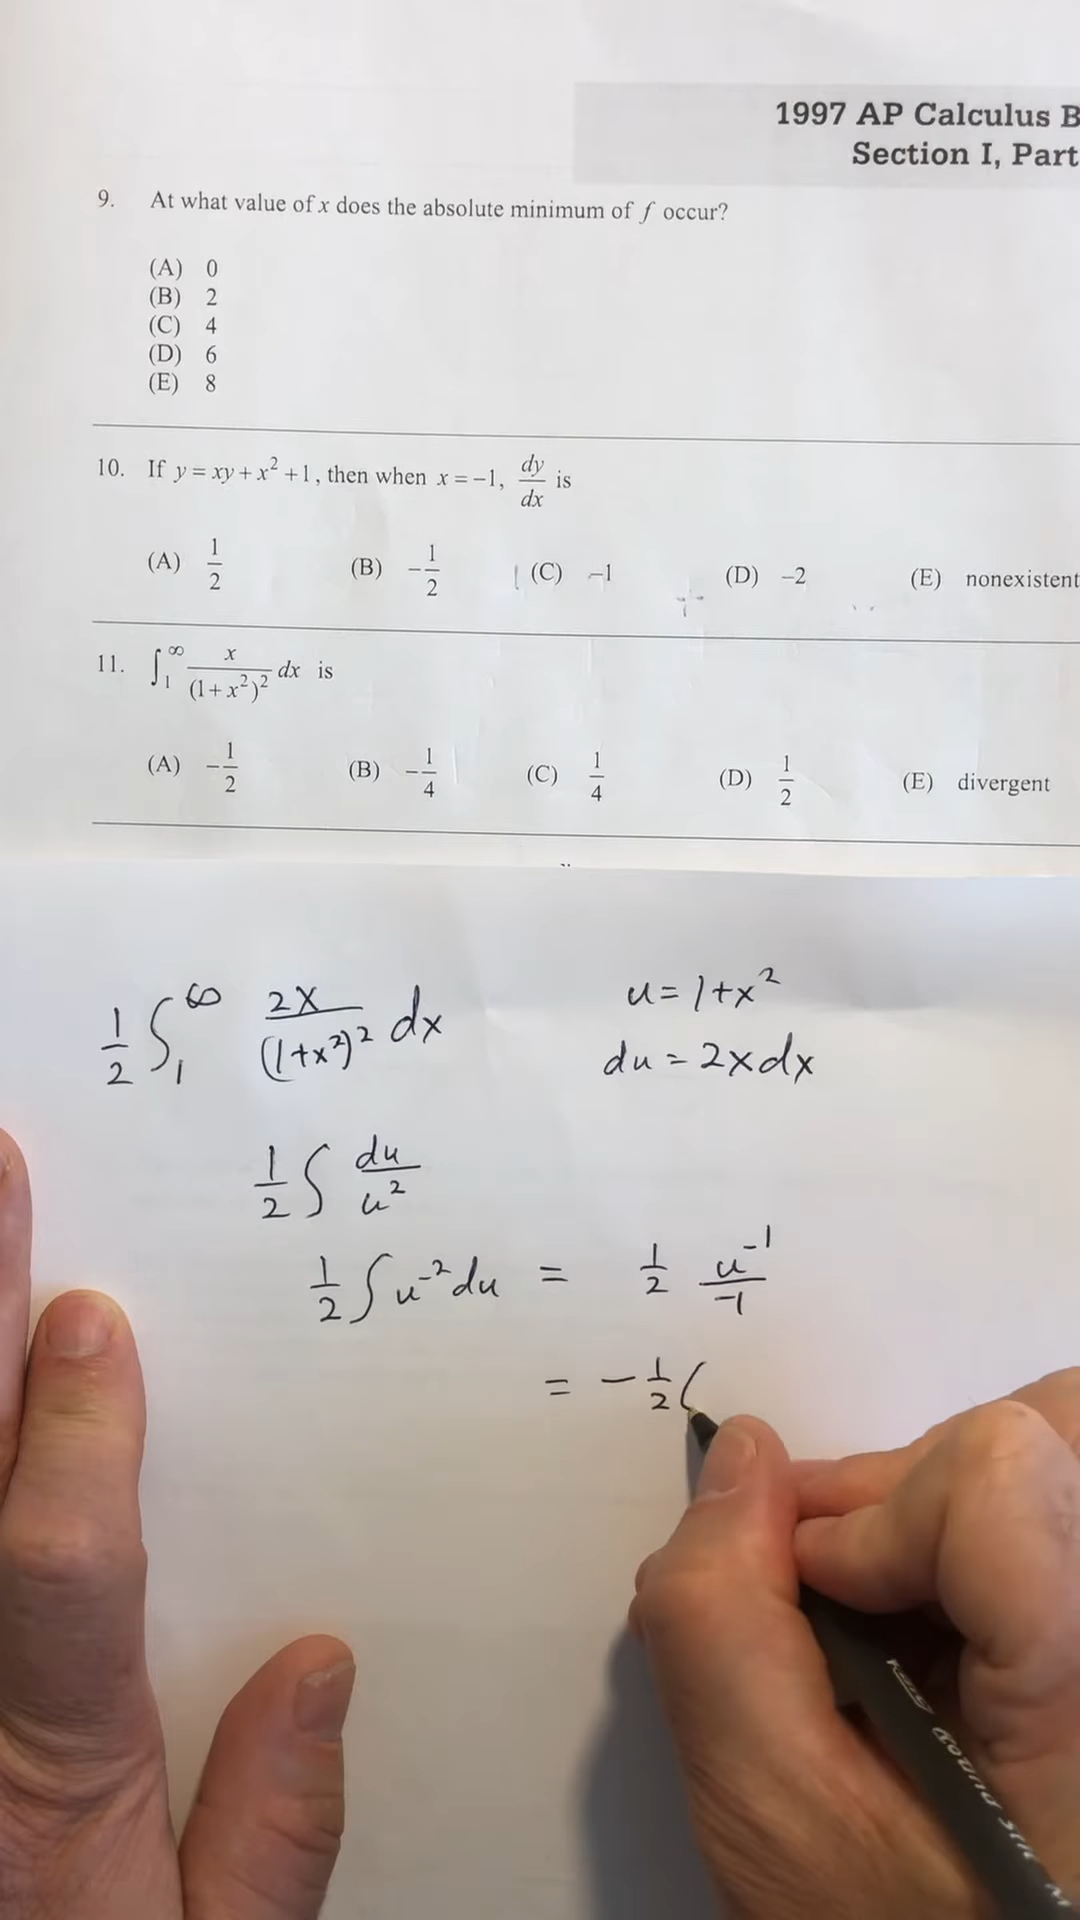 1997 AP Calculus B
Section I, Part
9. At what value of x does the absolute minimum of f occur?
(A) 0
(B) 2
(C) 4
(D) 6
(E) 8
10. If y = xy + x² + 1, then when x = −1, dy/dx is
(A) 1/2 (B) −1/2 (C) −1 (D) −2 (E) nonexistent
11. ∫₁^∞ x/(1+x²)² dx is
(A) −1/2 (B) −1/4 (C) 1/4 (D) 1/2 (E) divergent
1/2 ∫₁^∞ 2x/(1+x²)² dx u = 1+x²
du = 2xdx
1/2 ∫ du/u²
1/2 ∫ u⁻² du = 1/2 u⁻¹/−1
= −1/2 (